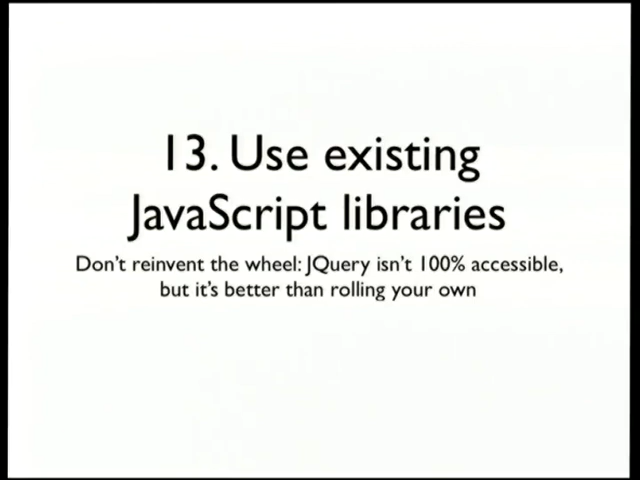 13. Use existing
JavaScript libraries
Don't reinvent the wheel: JQuery isn't 100% accessible,
but it's better than rolling your own